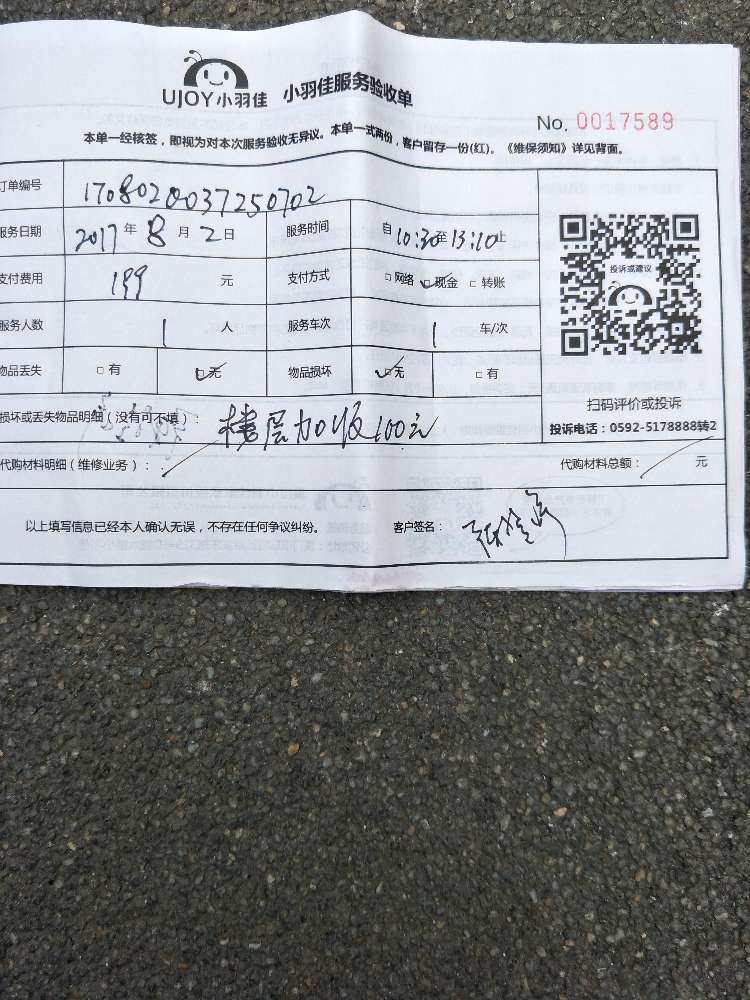 UJOY小羽佳 小羽佳服务验收单
No. 0017589
本单一经核签，即视为对本次服务验收无异议。本单一式两份，客户留存一份(红)。《维保须知》详见背面。
订单编号 1708020037250702
服务日期 2017 年 8 月 2 日 服务时间 自 10:30 至 13:10 止
投诉或建议
支付费用 199 元 支付方式 □网络 ☑现金 □转账
服务人数 1 人 服务车次 1 车/次
物品丢失 □有 ☑无 物品损坏 ☑无 □有
扫码评价或投诉
损坏或丢失物品明细（没有可不填）： 楼层加收100元
投诉电话：0592-5178888转2
代购材料明细（维修业务）： 代购材料总额： 元
以上填写信息已经本人确认无误，不存在任何争议纠纷。 客户签名：